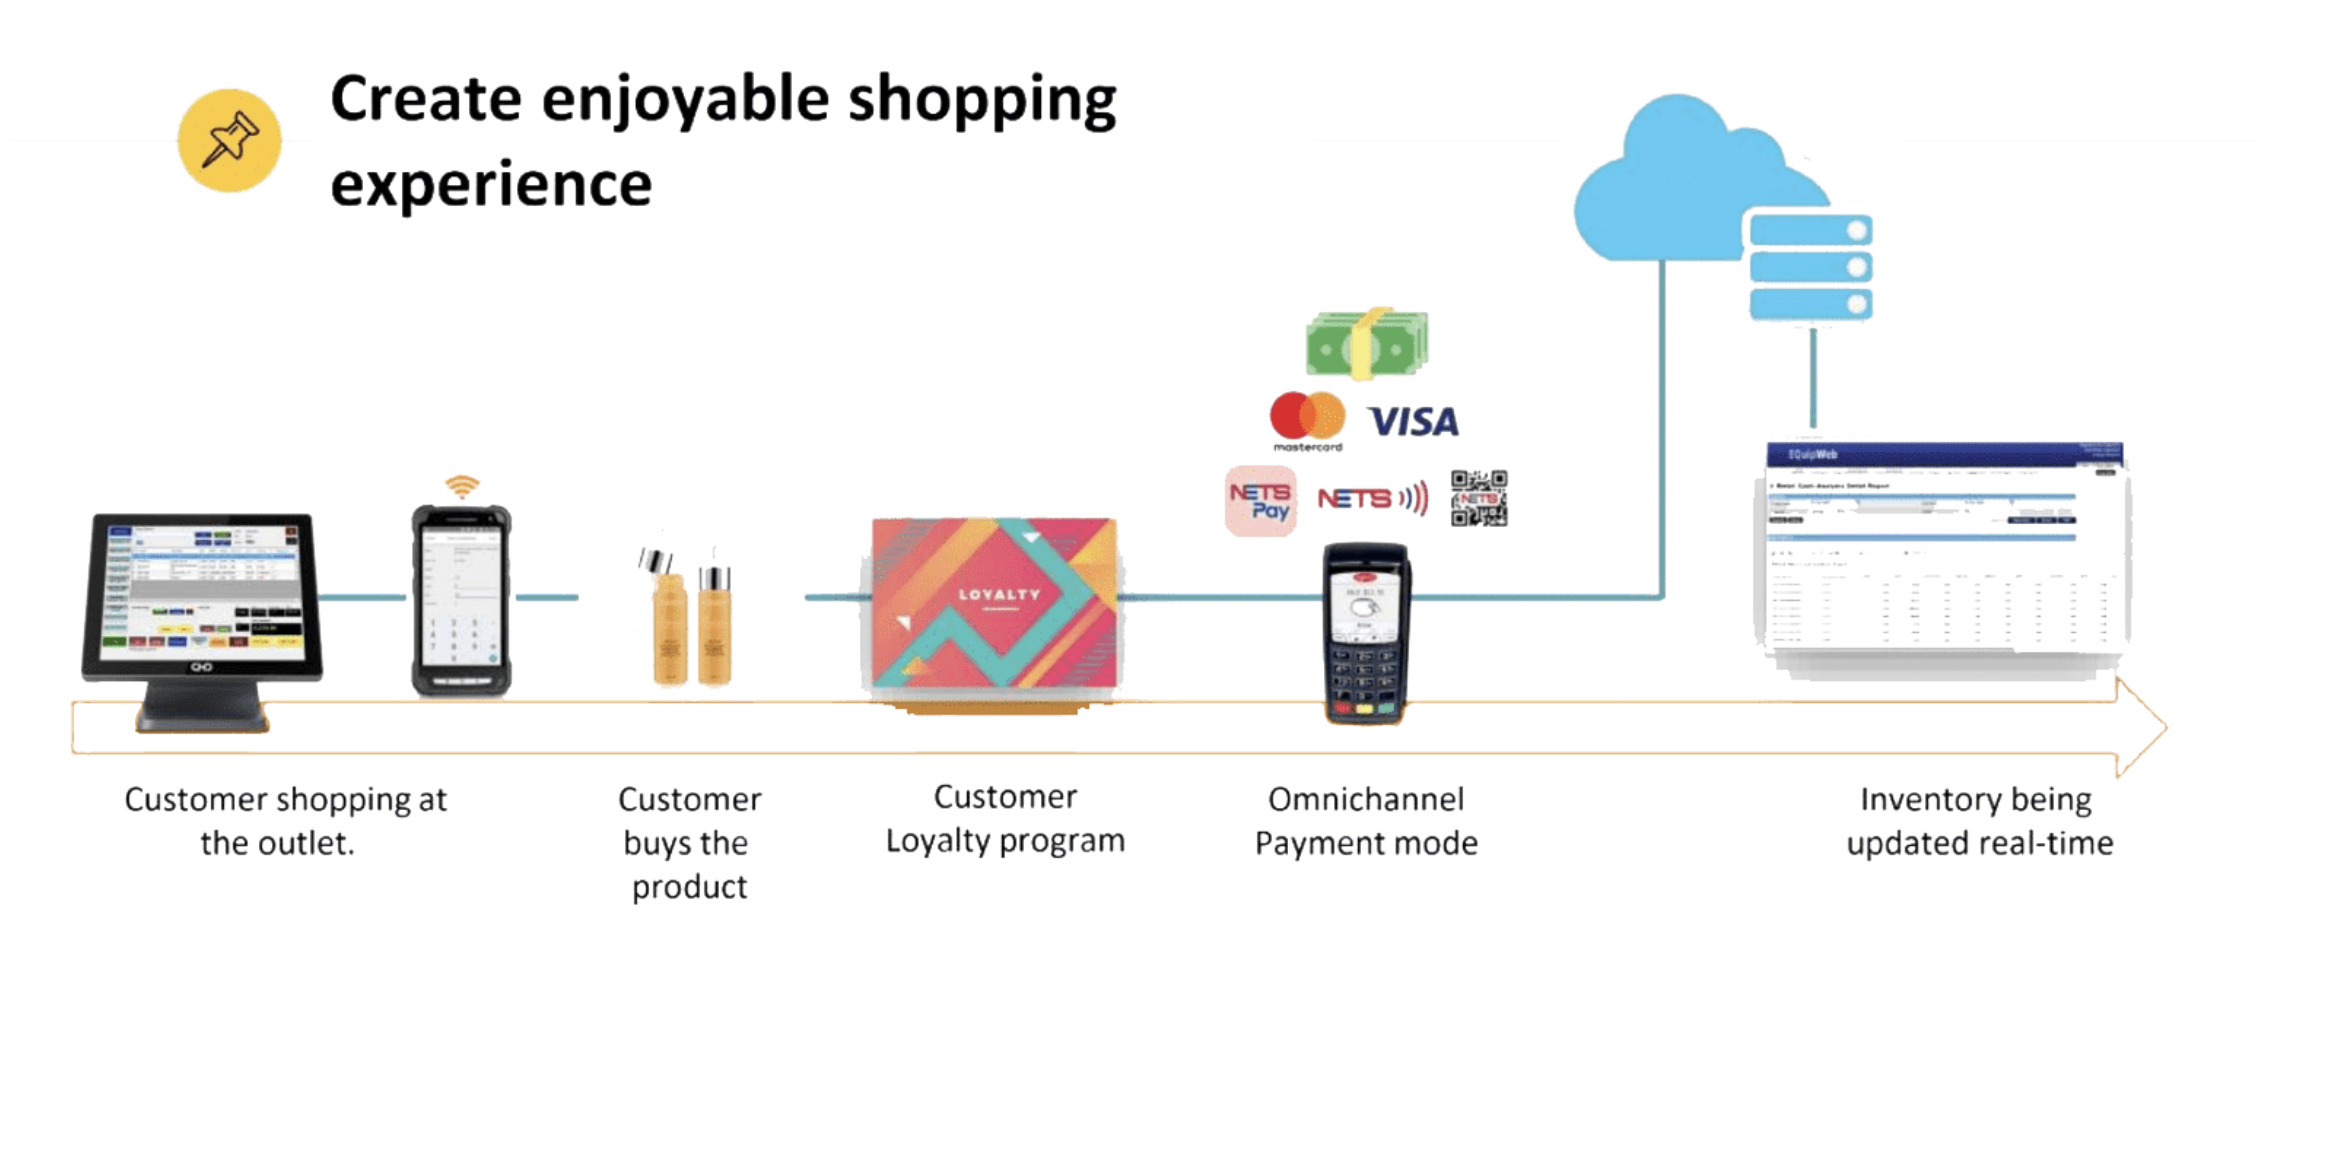 Create enjoyable shopping
experience
mastercard
VISA
NETS
Pay
NETS
NETS
LOYALTY
EQuipWeb
Customer shopping at
the outlet.
Customer
buys the
product
Customer
Loyalty program
Omnichannel
Payment mode
Inventory being
updated real-time